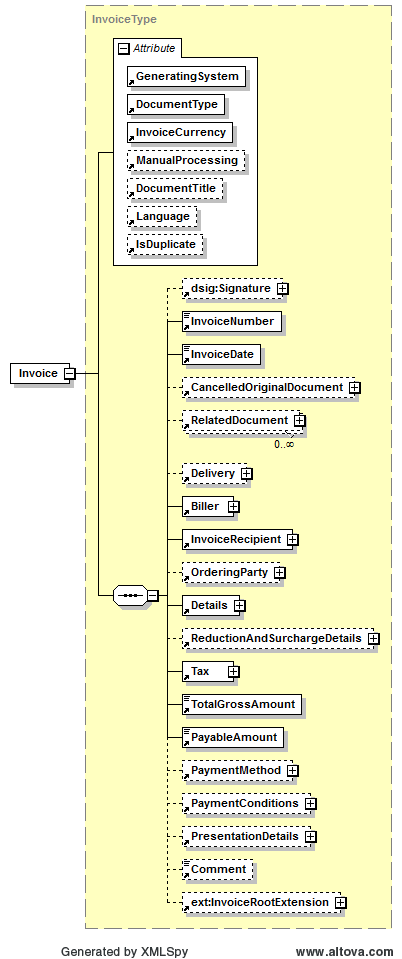 InvoiceType
Attribute
GeneratingSystem
DocumentType
InvoiceCurrency
ManualProcessing
DocumentTitle
Language
IsDuplicate
dsig:Signature
InvoiceNumber
InvoiceDate
Invoice
CancelledOriginalDocument
RelatedDocument
0..∞
Delivery
Biller
InvoiceRecipient
OrderingParty
Details
ReductionAndSurchargeDetails
Tax
TotalGrossAmount
PayableAmount
PaymentMethod
PaymentConditions
PresentationDetails
Comment
ext:InvoiceRootExtension
Generated by XMLSpy www.altova.com